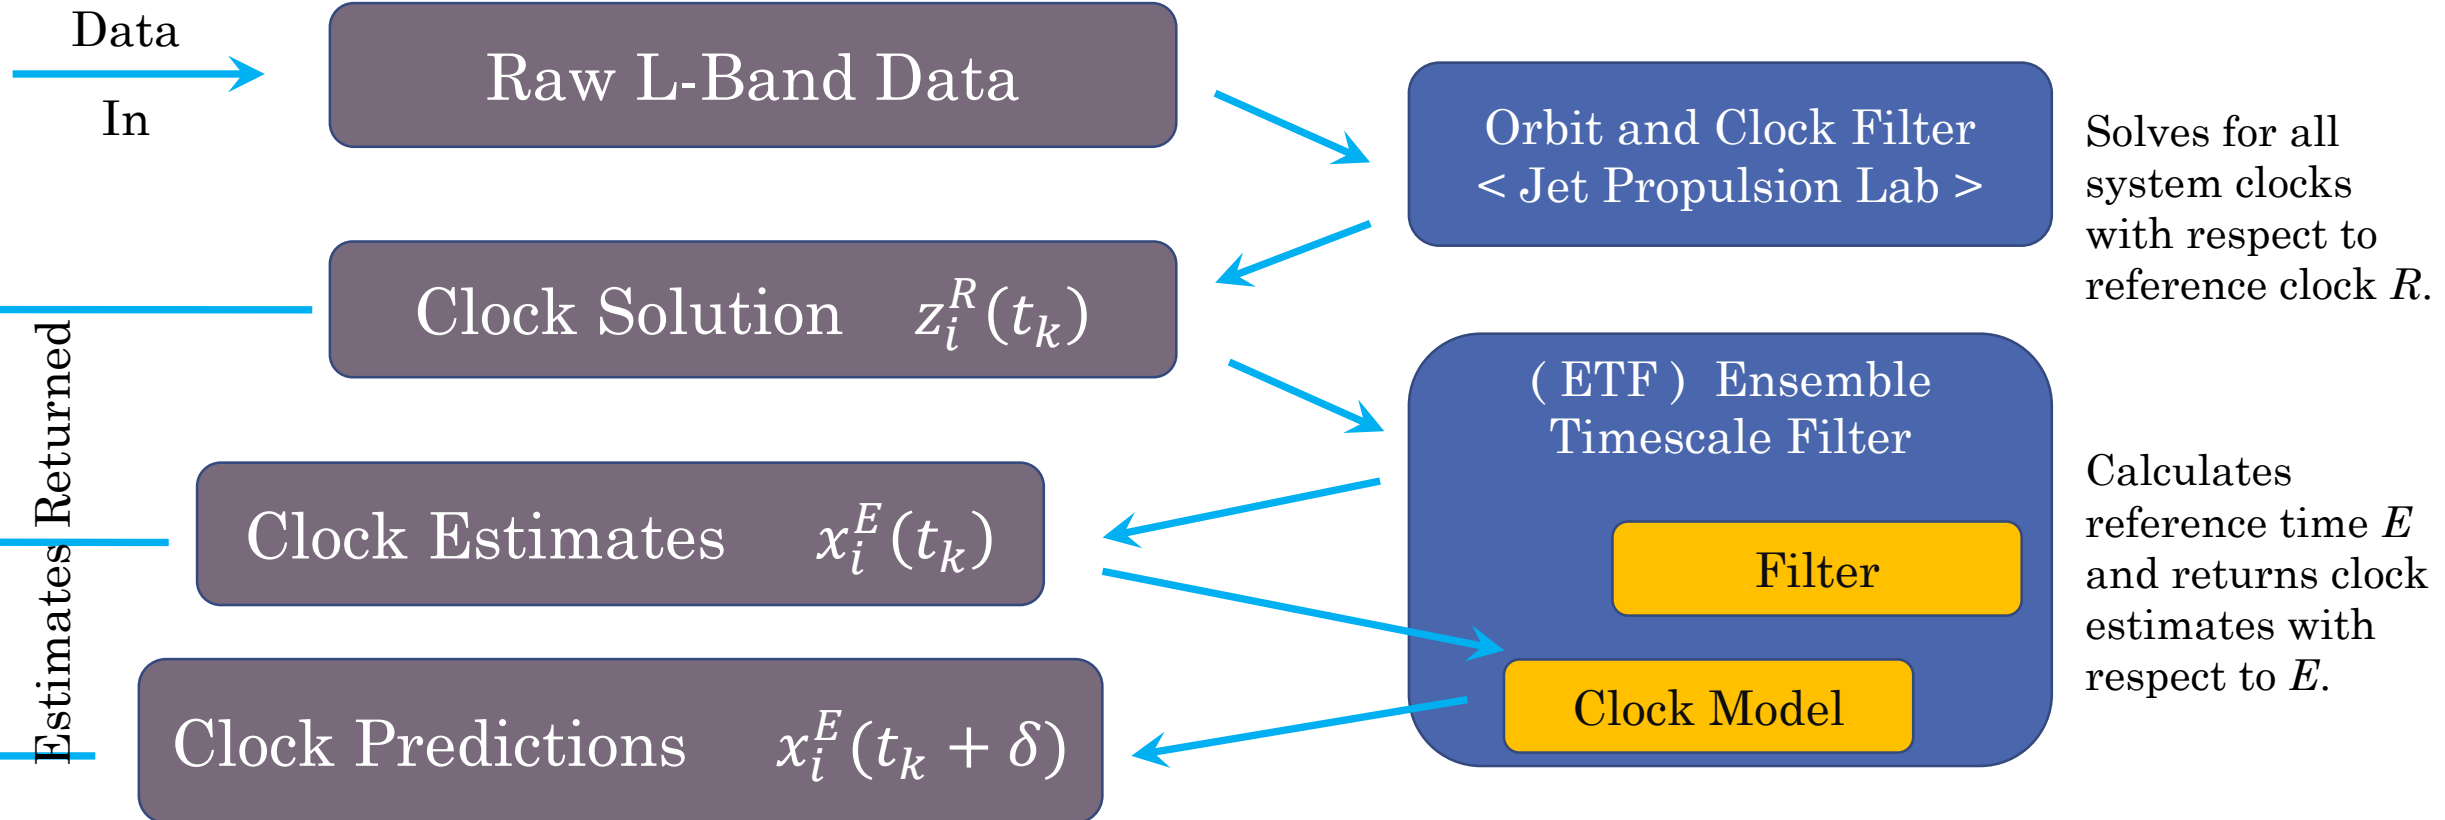 Data
In
Raw L-Band Data
Orbit and Clock Filter
< Jet Propulsion Lab >
Solves for all
system clocks
with respect to
reference clock R.
Clock Solution $z_i^R(t_k)$
( ETF ) Ensemble
Timescale Filter
Estimates Returned
Clock Estimates $x_i^E(t_k)$
Filter
Calculates
reference time E
and returns clock
estimates with
respect to E.
Clock Model
Clock Predictions $x_i^E(t_k + \delta)$